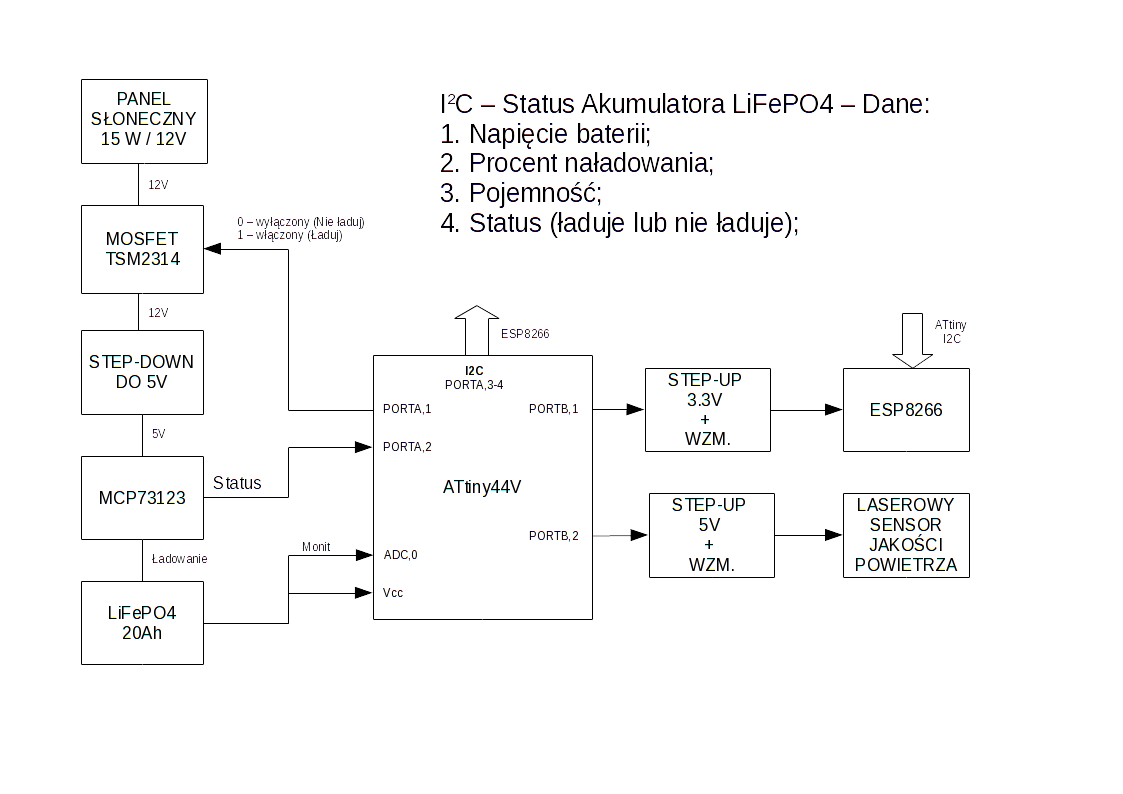 I²C – Status Akumulatora LiFePO4 – Dane:
1. Napięcie baterii;
2. Procent naładowania;
3. Pojemność;
4. Status (ładuje lub nie ładuje);
PANEL
SŁONECZNY
15 W / 12V
12V
MOSFET
TSM2314
0 – wyłączony (Nie ładuj)
1 – włączony (Ładuj)
12V
STEP-DOWN
DO 5V
5V
MCP73123
Status
Ładowanie
LiFePO4
20Ah
Monit
ESP8266
I2C
PORTA,3-4
PORTA,1
PORTA,2
ATtiny44V
ADC,0
Vcc
PORTB,1
PORTB,2
STEP-UP
3.3V
+
WZM.
ATtiny
I2C
ESP8266
STEP-UP
5V
+
WZM.
LASEROWY
SENSOR
JAKOŚCI
POWIETRZA